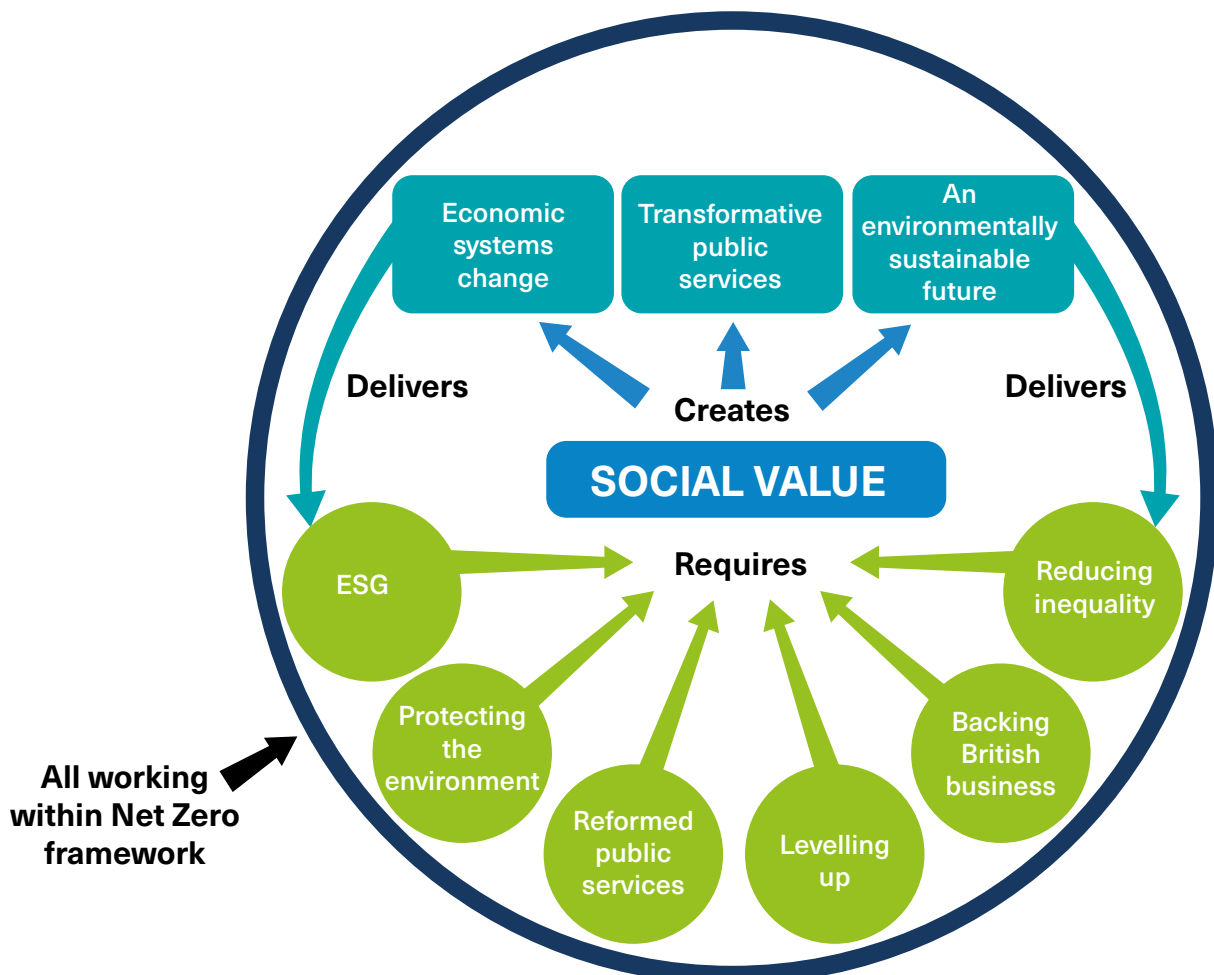 Economic
systems
change
Transformative
public
services
An
environmentally
sustainable
future
Delivers
Delivers
Creates
SOCIAL VALUE
Requires
ESG
Reducing
inequality
Protecting
the
environment
Backing
British
business
Reformed
public
services
Levelling
up
All working
within Net Zero
framework